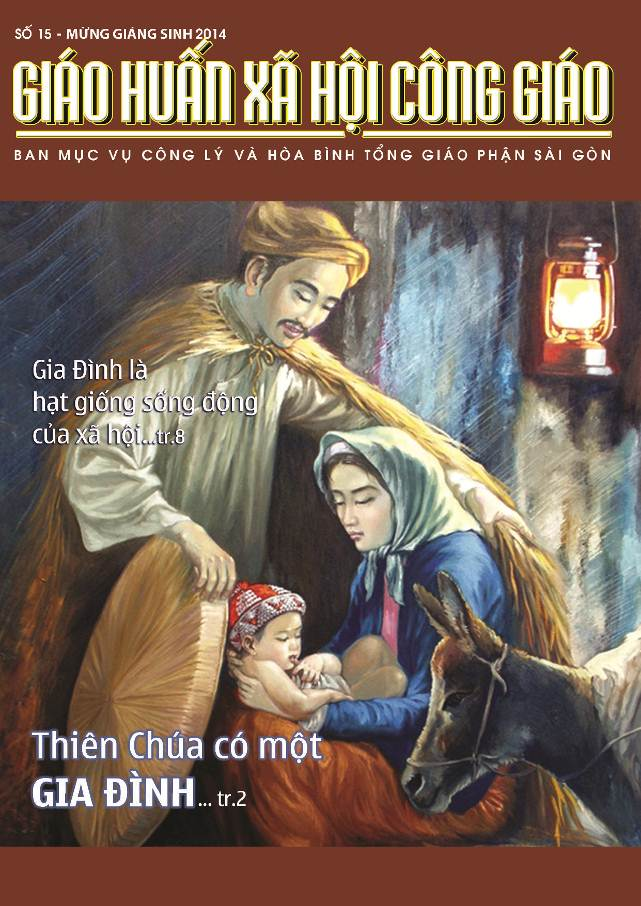 SỐ 15 - MỪNG GIÁNG SINH 2014
GIÁO HUẤN XÃ HỘI CÔNG GIÁO
BAN MỤC VỤ CÔNG LÝ VÀ HÒA BÌNH TỔNG GIÁO PHẬN SÀI GÒN
Gia Đình là
hạt giống sống động
của xã hội...tr.8
Thiên Chúa có một
GIA ĐÌNH... tr.2